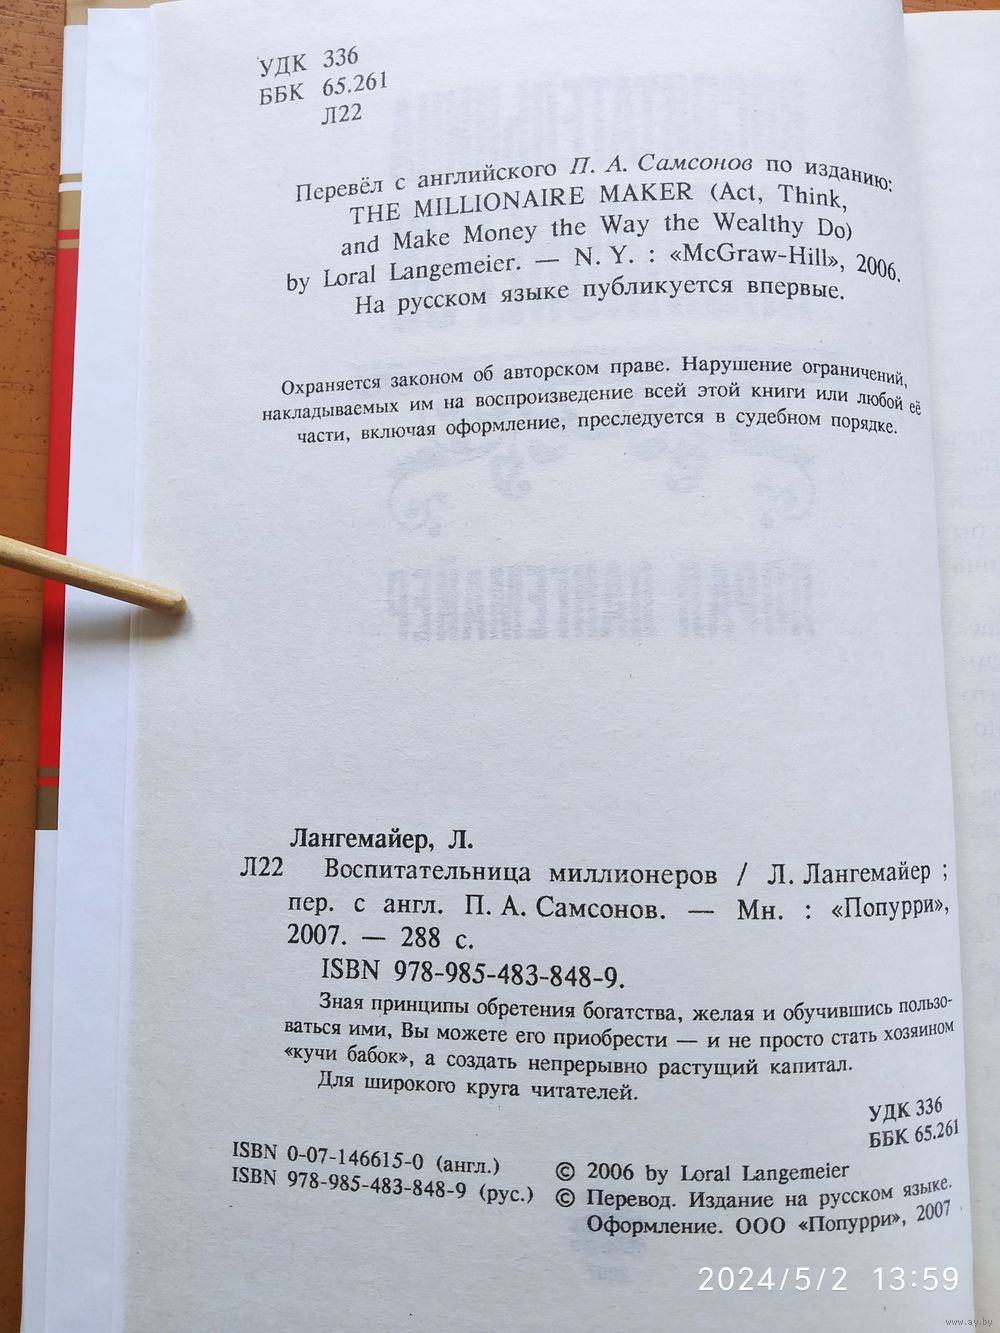 УДК 336
ББК 65.261
Л22
Перевёл с английского П. А. Самсонов по изданию:
THE MILLIONAIRE MAKER (Act, Think,
and Make Money the Way the Wealthy Do)
by Loral Langemeier. — N. Y. : «McGraw-Hill», 2006.
На русском языке публикуется впервые.
Охраняется законом об авторском праве. Нарушение ограничений,
накладываемых им на воспроизведение всей этой книги или любой её
части, включая оформление, преследуется в судебном порядке.
Лангемайер, Л.
Л22 Воспитательница миллионеров / Л. Лангемайер ;
пер. с англ. П. А. Самсонов. — Мн. : «Попурри»,
2007. — 288 с.
ISBN 978-985-483-848-9.
Зная принципы обретения богатства, желая и обучившись пользо-
ваться ими, Вы можете его приобрести — и не просто стать хозяином
«кучи бабок», а создать непрерывно растущий капитал.
Для широкого круга читателей.
УДК 336
ББК 65.261
ISBN 0-07-146615-0 (англ.)
ISBN 978-985-483-848-9 (рус.)
© 2006 by Loral Langemeier
© Перевод. Издание на русском языке.
Оформление. ООО «Попурри», 2007
2024/5/2 13:59
www.ay.by